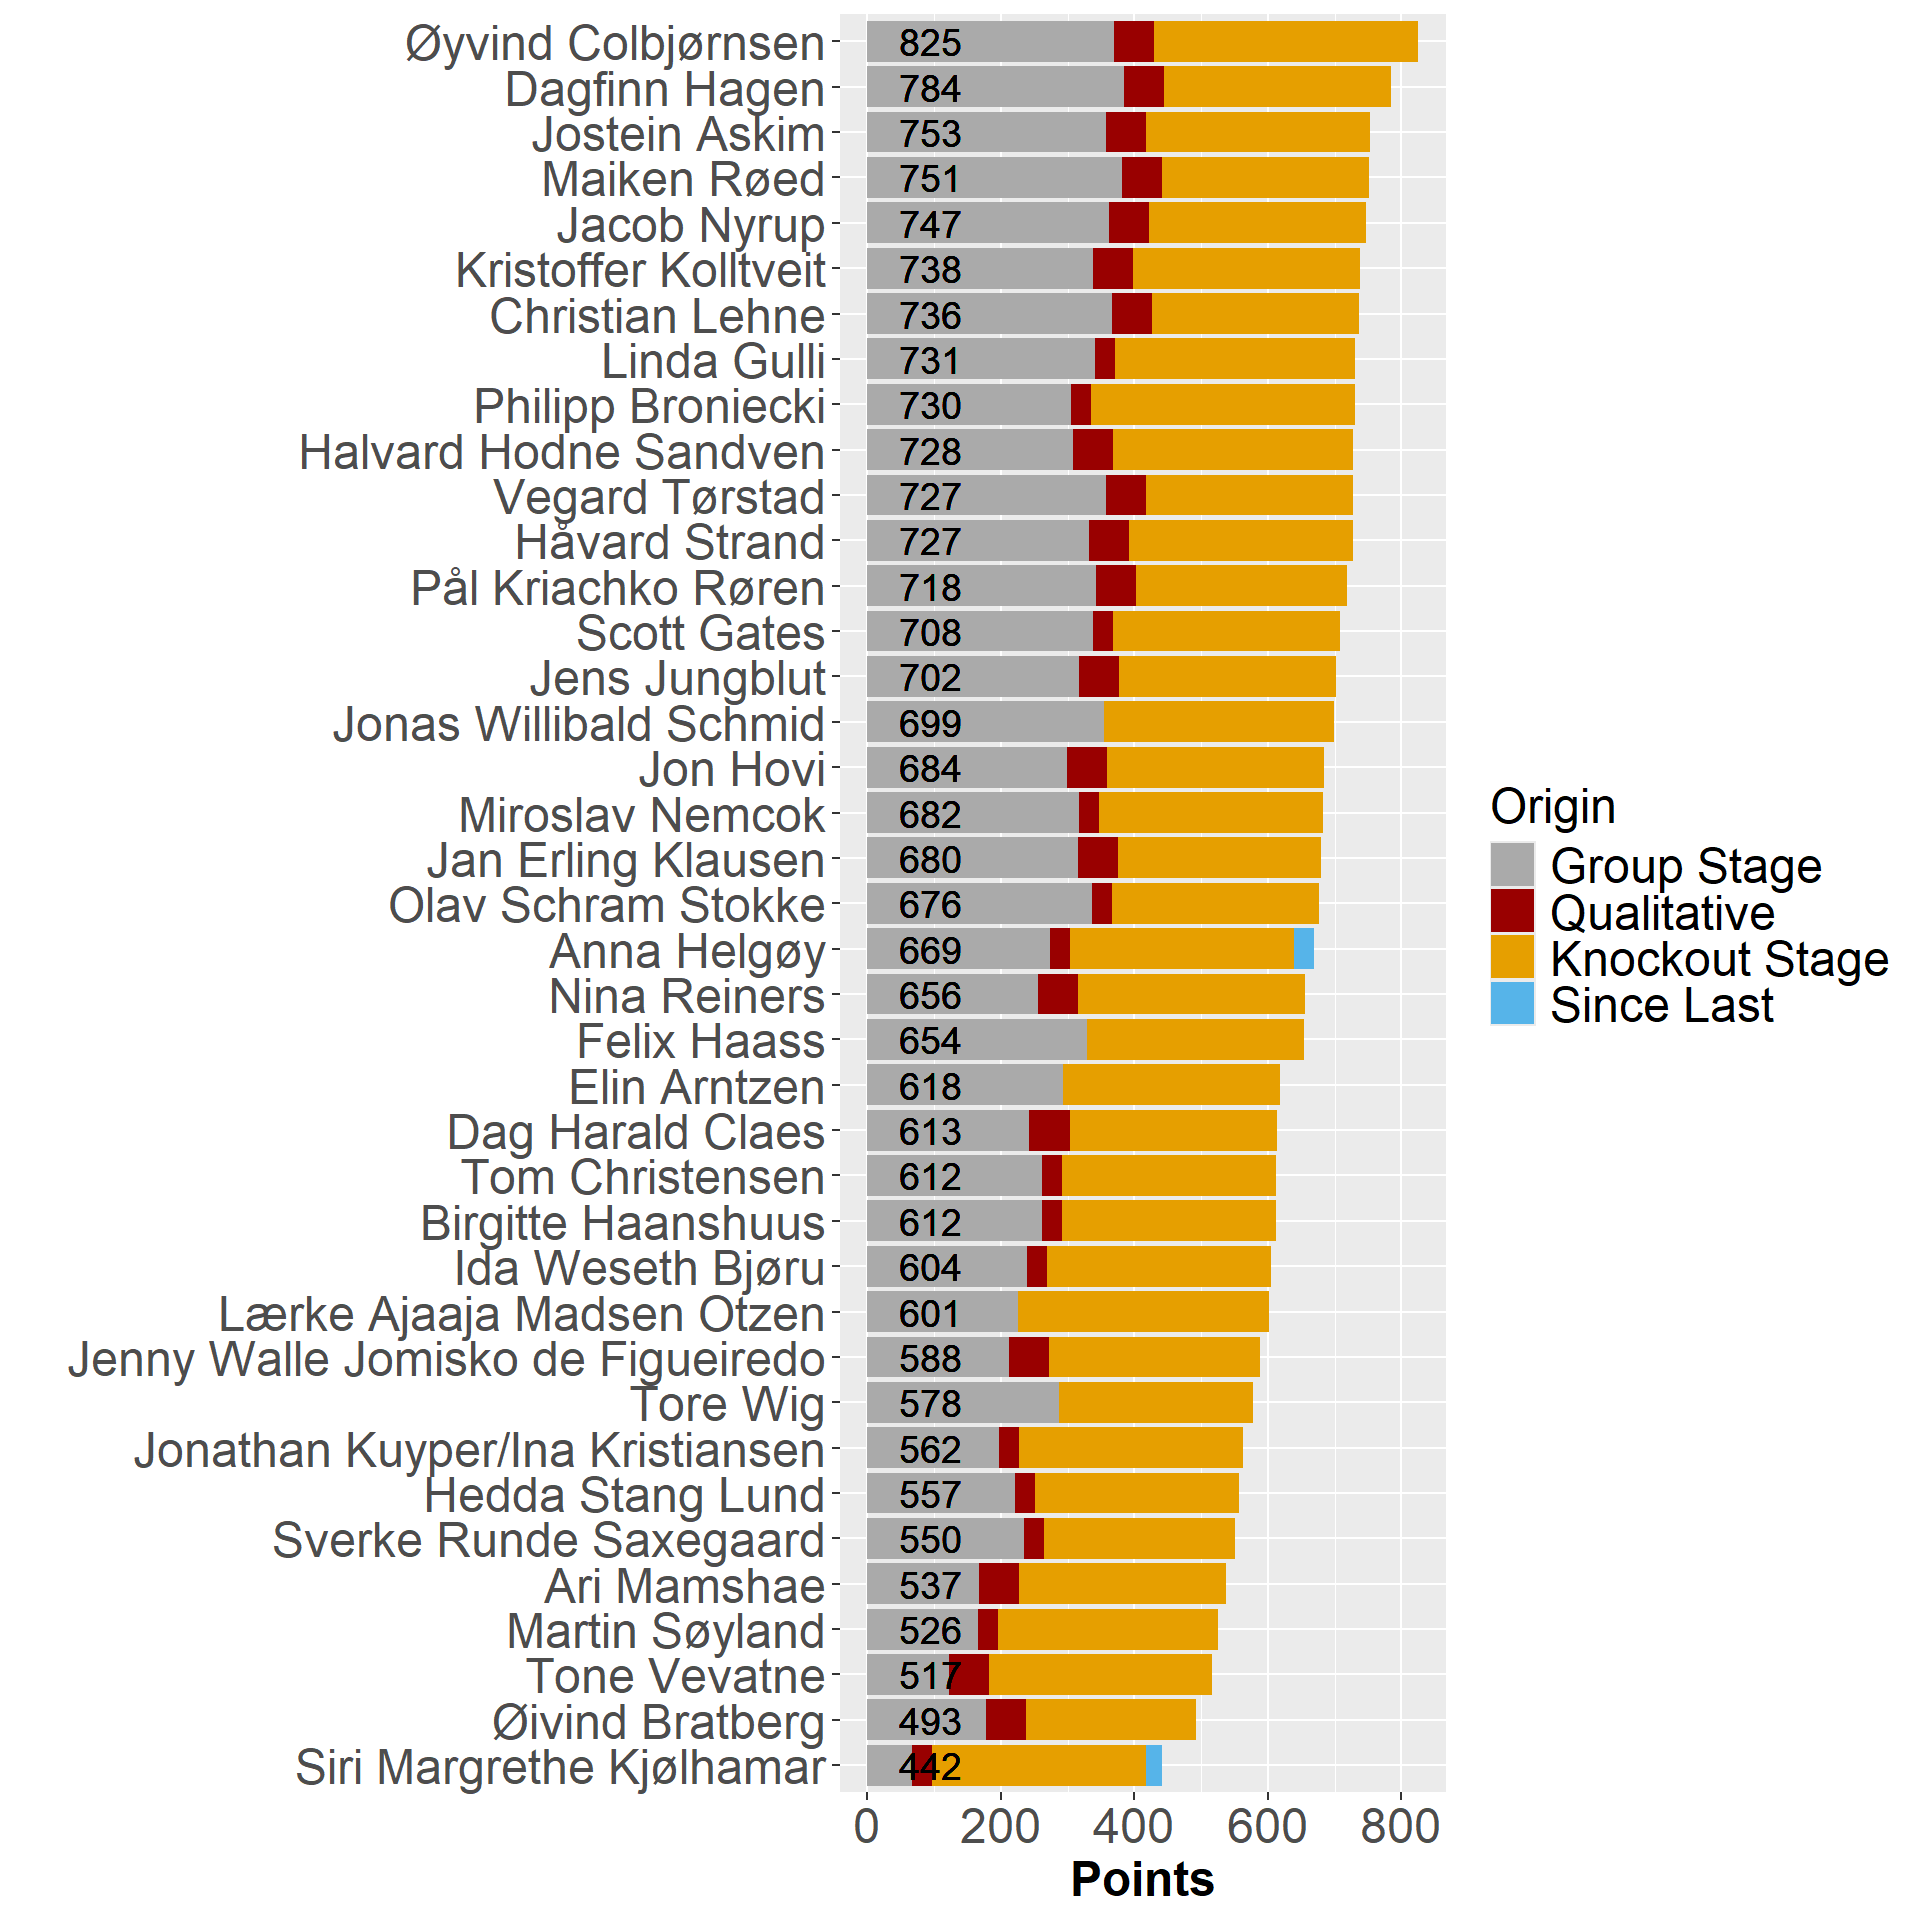 Øyvind Colbjørnsen 825
Dagfinn Hagen 784
Jostein Askim 753
Maiken Røed 751
Jacob Nyrup 747
Kristoffer Kolltveit 738
Christian Lehne 736
Linda Gulli 731
Philipp Broniecki 730
Halvard Hodne Sandven 728
Vegard Tørstad 727
Håvard Strand 727
Pål Kriachko Røren 718
Scott Gates 708
Jens Jungblut 702
Jonas Willibald Schmid 699
Jon Hovi 684
Miroslav Nemcok 682
Jan Erling Klausen 680
Olav Schram Stokke 676
Anna Helgøy 669
Nina Reiners 656
Felix Haass 654
Elin Arntzen 618
Dag Harald Claes 613
Tom Christensen 612
Birgitte Haanshuus 612
Ida Weseth Bjøru 604
Lærke Ajaaja Madsen Otzen 601
Jenny Walle Jomisko de Figueiredo 588
Tore Wig 578
Jonathan Kuyper/Ina Kristiansen 562
Hedda Stang Lund 557
Sverke Runde Saxegaard 550
Ari Mamshae 537
Martin Søyland 526
Tone Vevatne 517
Øivind Bratberg 493
Siri Margrethe Kjølhamar 442
0 200 400 600 800
Points
Origin
Group Stage
Qualitative
Knockout Stage
Since Last